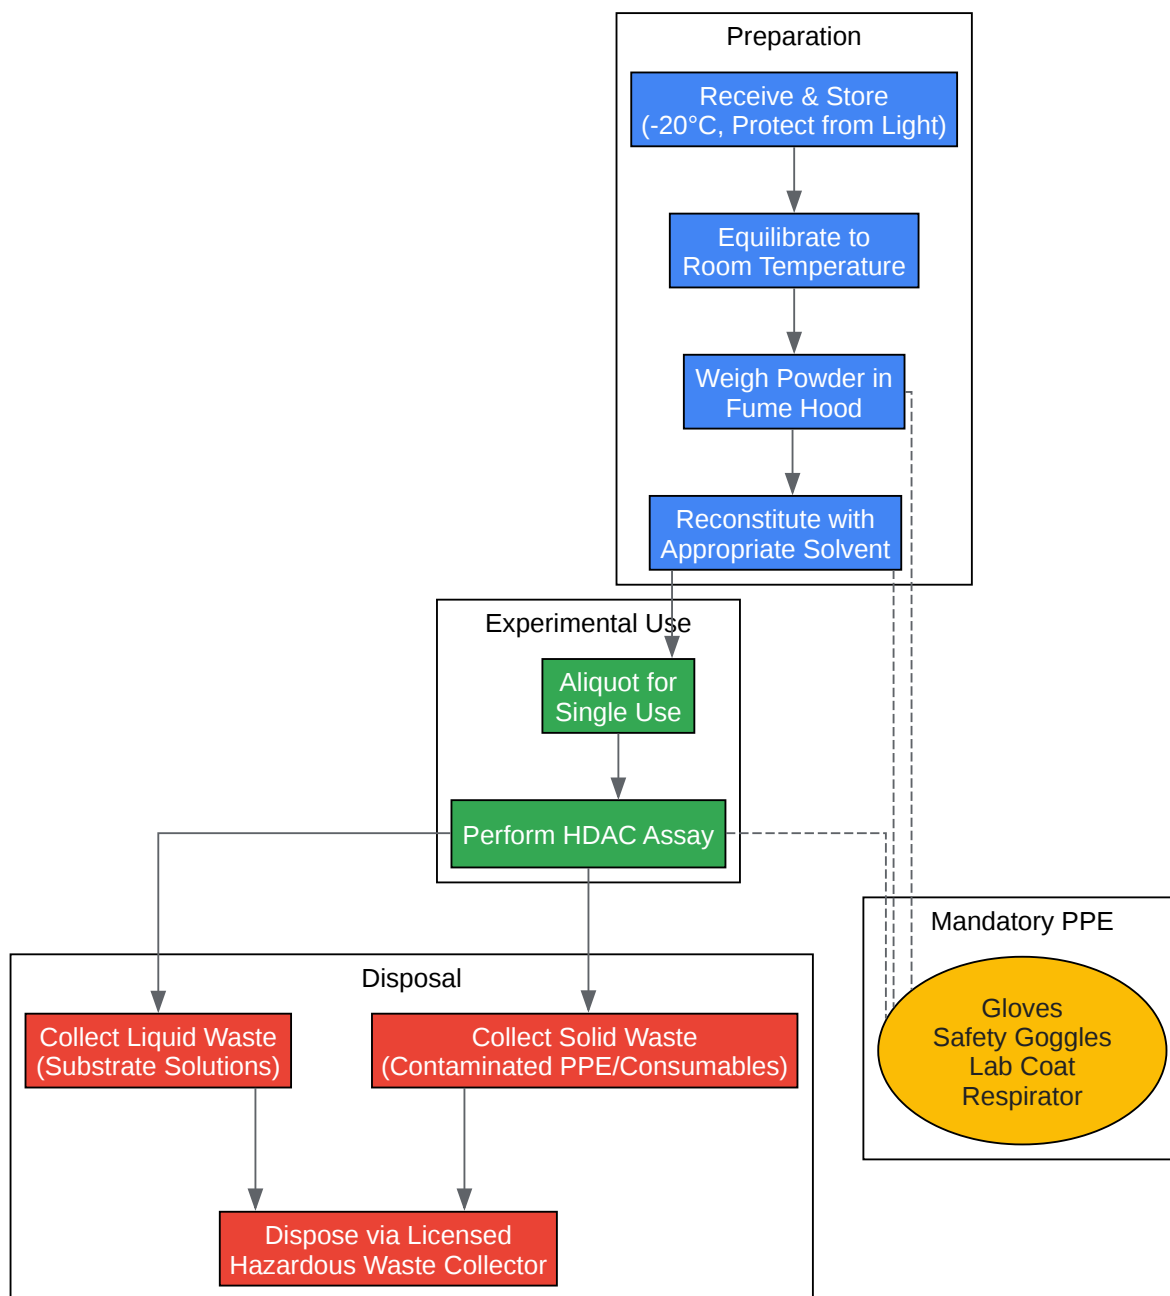 Preparation
Receive & Store
(-20°C, Protect from Light)
Equilibrate to
Room Temperature
Weigh Powder in
Fume Hood
Reconstitute with
Appropriate Solvent
Experimental Use
Aliquot for
Single Use
Perform HDAC Assay
Mandatory PPE
Gloves
Safety Goggles
Lab Coat
Respirator
Disposal
Collect Liquid Waste
(Substrate Solutions)
Collect Solid Waste
(Contaminated PPE/Consumables)
Dispose via Licensed
Hazardous Waste Collector